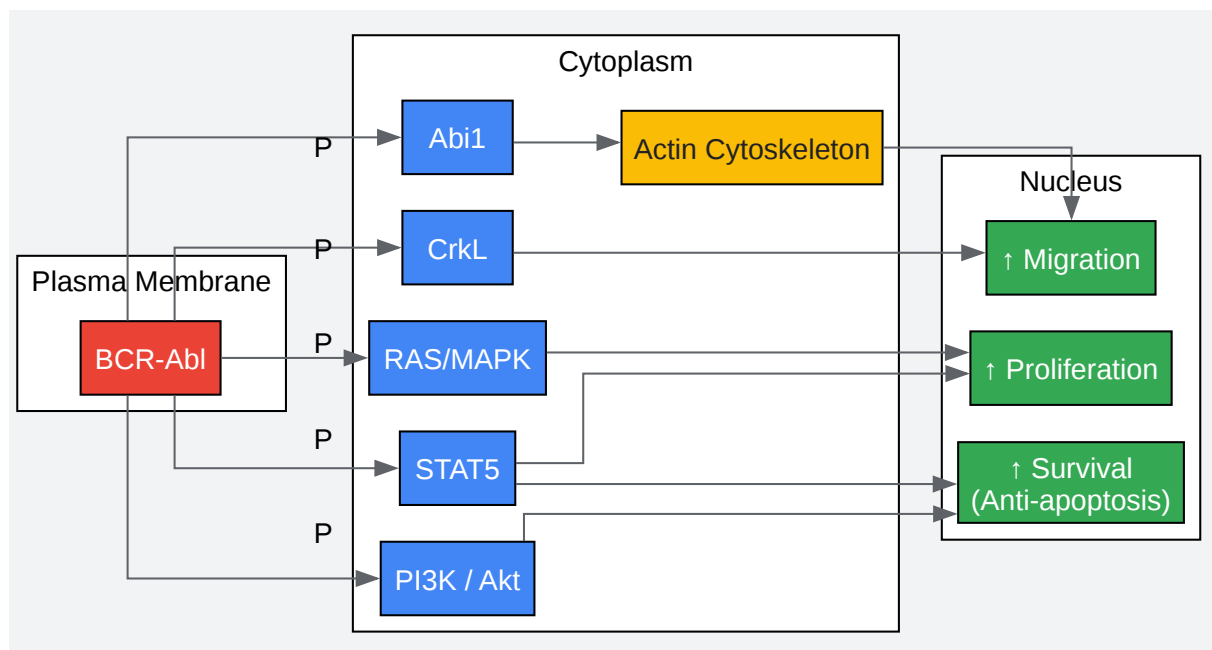 Cytoplasm
Abi1
P
Actin Cytoskeleton
Nucleus
CrkL
P
↑ Migration
Plasma Membrane
BCR-Abl
P
RAS/MAPK
↑ Proliferation
P
STAT5
↑ Survival
(Anti-apoptosis)
P
PI3K / Akt